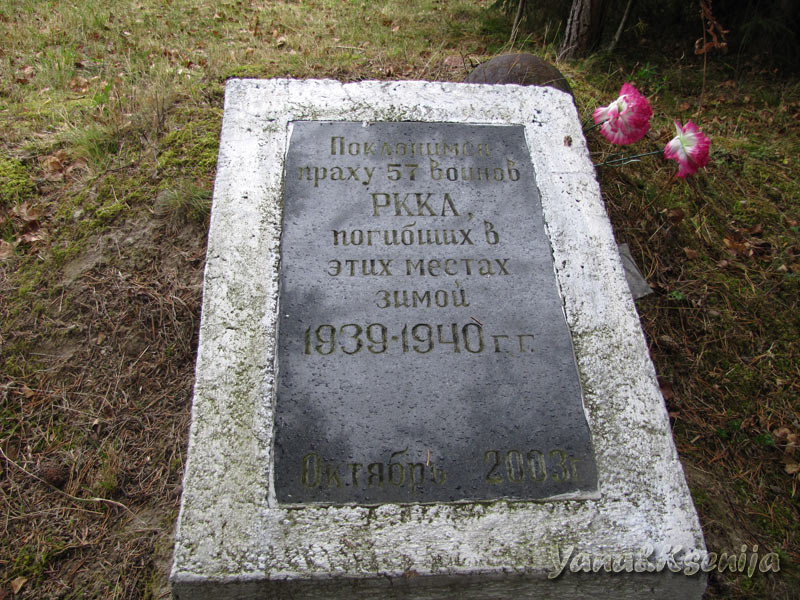 Поклонимся
праху 57 воинов
РККА,
погибших в
этих местах
зимой
1939-1940 г.г.
Октябрь 2003г
Yana&Ksenija